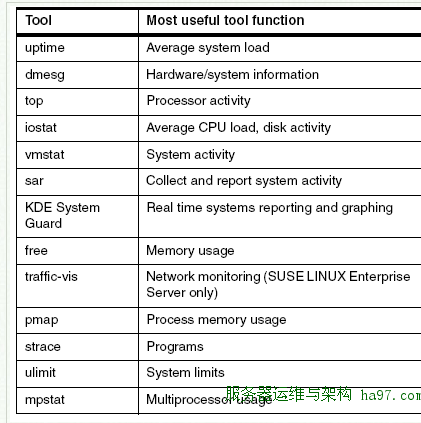 Tool Most useful tool function
uptime Average system load
dmesg Hardware/system information
top Processor activity
iostat Average CPU load, disk activity
vmstat System activity
sar Collect and report system activity
KDE System Real time systems reporting and graphing
Guard
free Memory usage
traffic-vis Network monitoring (SUSE LINUX Enterprise
Server only)
pmap Process memory usage
strace Programs
ulimit System limits
mpstat Multiprocessor usage
服务器运维与架构 ha97.com